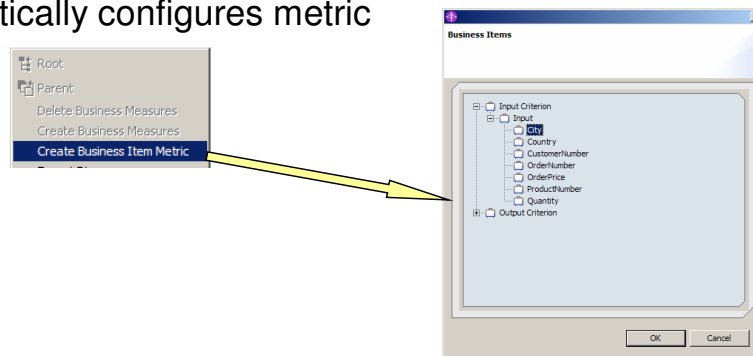 tically configures metric
Root
Parent
Delete Business Measures
Create Business Measures
Create Business Item Metric
Business Items
Input Criterion
Input
City
Country
CustomerNumber
OrderNumber
OrderPrice
ProductNumber
Quantity
Output Criterion
OK
Cancel